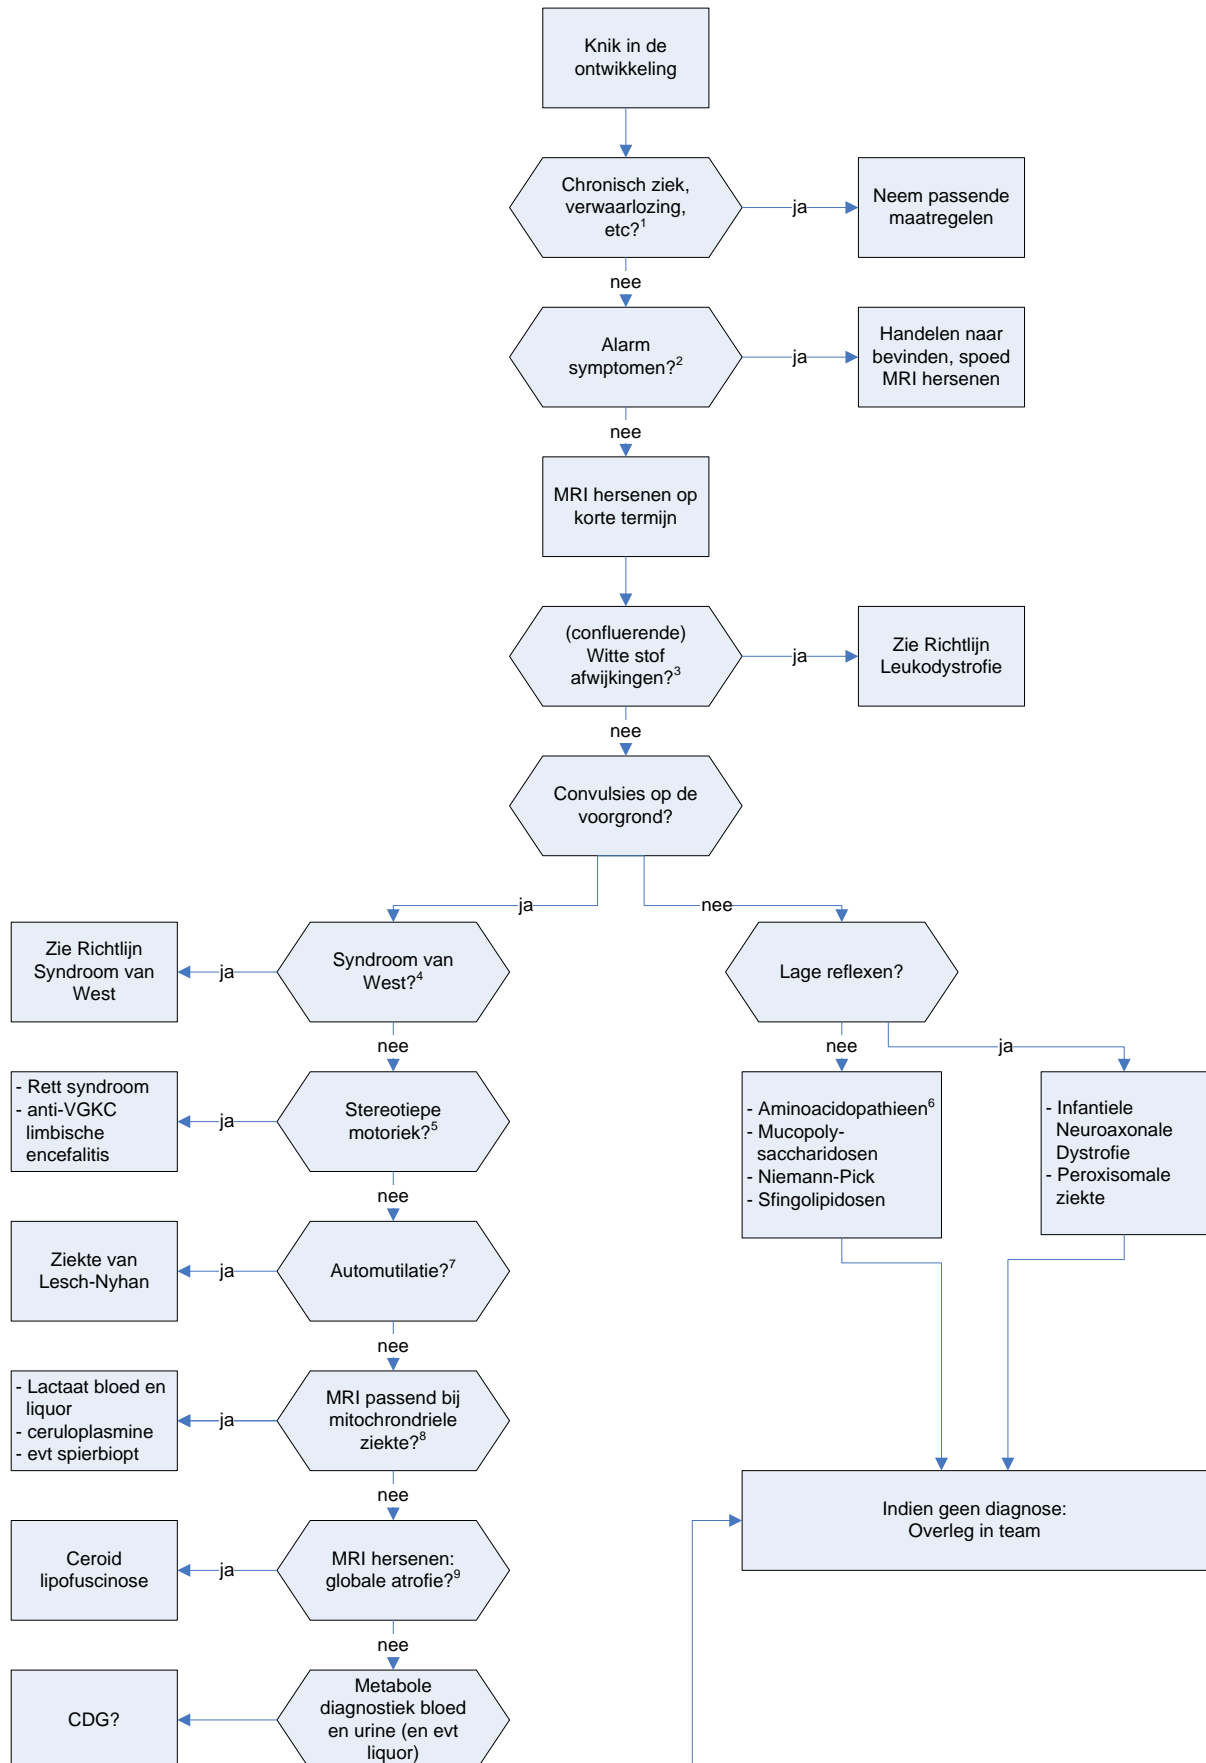 Knik in de
ontwikkeling
Chronisch ziek,
verwaarlozing,
etc?1
ja
Neem passende
maatregelen
nee
Alarm
symptomen?2
ja
Handelen naar
bevinden, spoed
MRI hersenen
nee
MRI hersenen op
korte termijn
(confluerende)
Witte stof
afwijkingen?3
ja
Zie Richtlijn
Leukodystrofie
nee
Convulsies op de
voorgrond?
ja
nee
Zie Richtlijn
Syndroom van
West
ja
Syndroom van
West?4
Lage reflexen?
nee
nee
ja
- Rett syndroom
- anti-VGKC
limbische
encefalitis
ja
Stereotiepe
motoriek?5
- Aminoacidopathieen6
- Mucopoly-
saccharidosen
- Niemann-Pick
- Sfingolipidosen
- Infantiele
Neuroaxonale
Dystrofie
- Peroxisomale
ziekte
nee
Ziekte van
Lesch-Nyhan
ja
Automutilatie?7
nee
- Lactaat bloed en
liquor
- ceruloplasmine
- evt spierbiopt
ja
MRI passend bij
mitochrondriele
ziekte?8
nee
Indien geen diagnose:
Overleg in team
Ceroid
lipofuscinose
ja
MRI hersenen:
globale atrofie?9
nee
CDG?
Metabole
diagnostiek bloed
en urine (en evt
liquor)